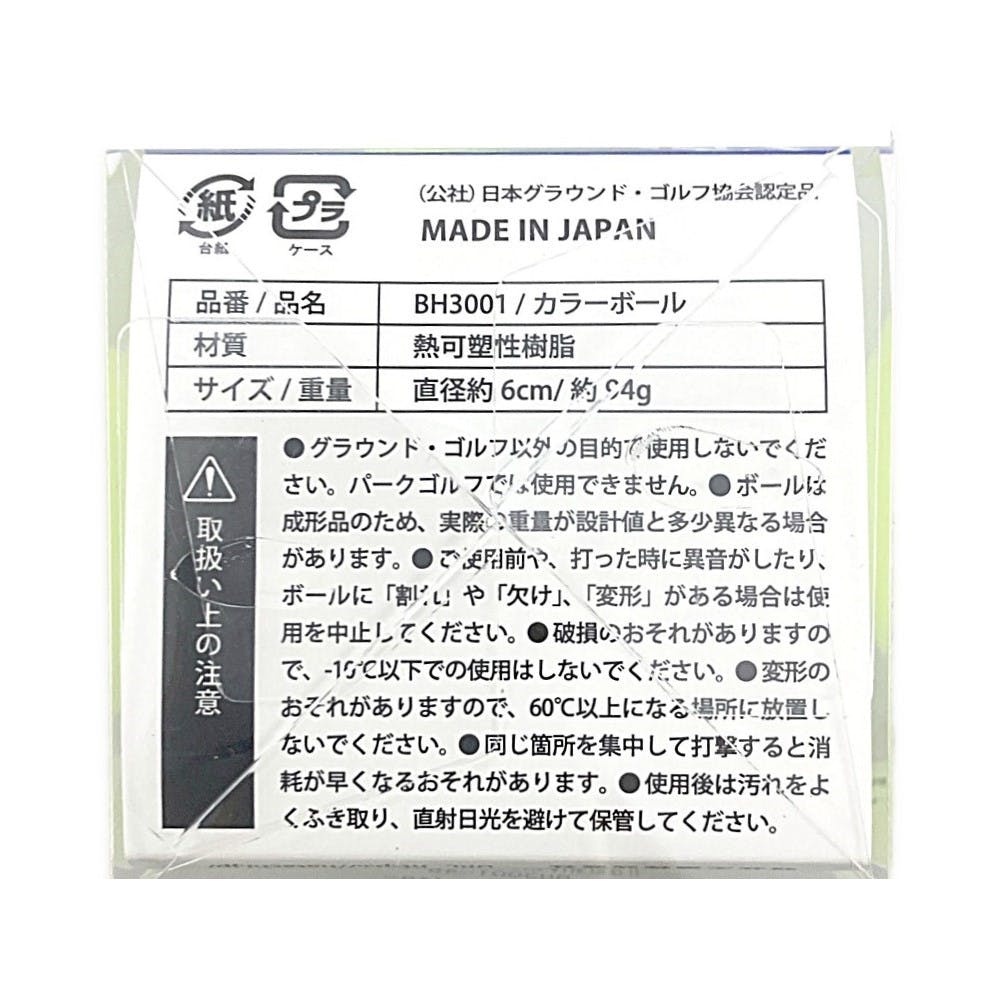 紙
台紙
プラ
ケース
(公社)日本グラウンド・ゴルフ協会認定品
MADE IN JAPAN
品番 / 品名 BH3001 / カラーボール
材質 熱可塑性樹脂
サイズ / 重量 直径約 6cm/ 約 94g
取扱い上の注意
●グラウンド・ゴルフ以外の目的で使用しないでくだ
さい。パークゴルフでは使用できません。●ボールは
成形品のため、実際の重量が設計値と多少異なる場合
があります。●ご使用前や、打った時に異音がしたり、
ボールに「割れ」や「欠け」、「変形」がある場合は使
用を中止してください。●破損のおそれがありますの
で、-10℃以下での使用はしないでください。●変形の
おそれがありますので、60℃以上になる場所に放置し
ないでください。●同じ箇所を集中して打撃すると消
耗が早くなるおそれがあります。●使用後は汚れをよ
くふき取り、直射日光を避けて保管してください。